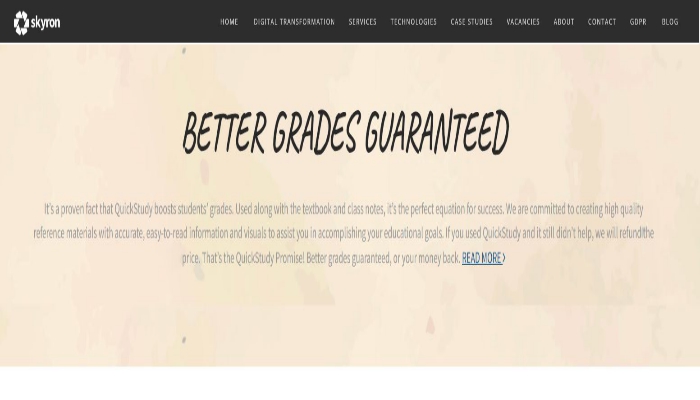 skyron
HOME DIGITAL TRANSFORMATION SERVICES TECHNOLOGIES CASE STUDIES VACANCIES ABOUT CONTACT GDPR BLOG
BETTER GRADES GUARANTEED
It's a proven fact that QuickStudy boosts students' grades. Used along with the textbook and class notes, it's the perfect equation for success. We are committed to creating high quality
reference materials with accurate, easy-to-read information and visuals to assist you in accomplishing your educational goals. If you used QuickStudy and it still didn't help, we will refundthe
price. That's the QuickStudy Promise! Better grades guaranteed, or your money back. READ MORE >